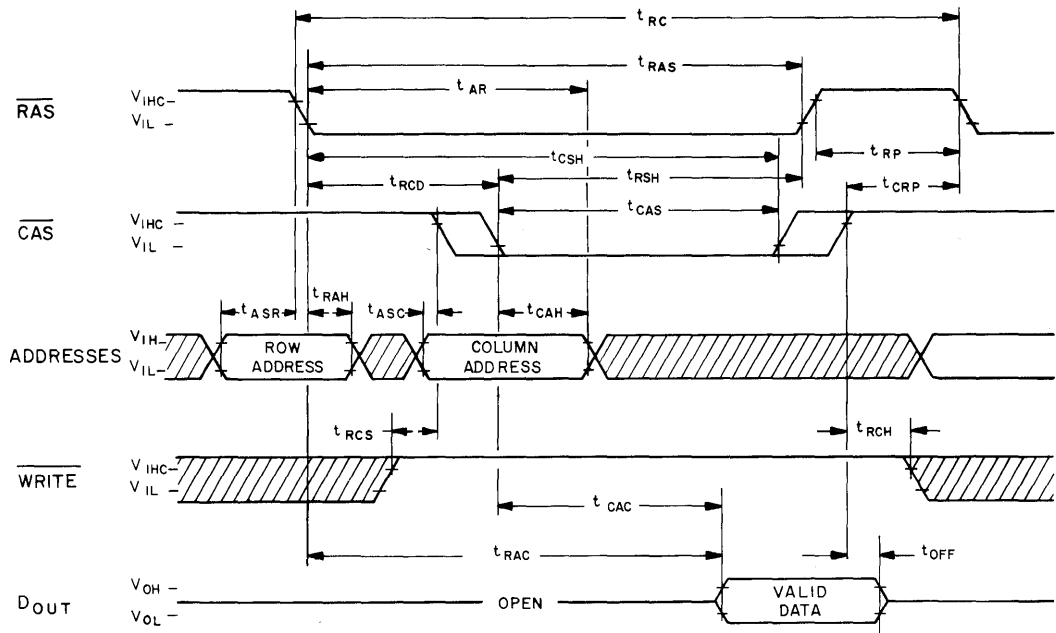 tRC
tRAS
tAR
RAS
VIHC
VIL
tCSH
tRP
tRCD
tRSH
tCRP
CAS
VIHC
VIL
tCAS
tASR
tRAH
tASC
tCAH
ADDRESSES
VIH
VIL
ROW ADDRESS
COLUMN ADDRESS
tRCS
tRCH
WRITE
VIHC
VIL
tCAC
tRAC
tOFF
DOUT
VOH
VOL
OPEN
VALID DATA